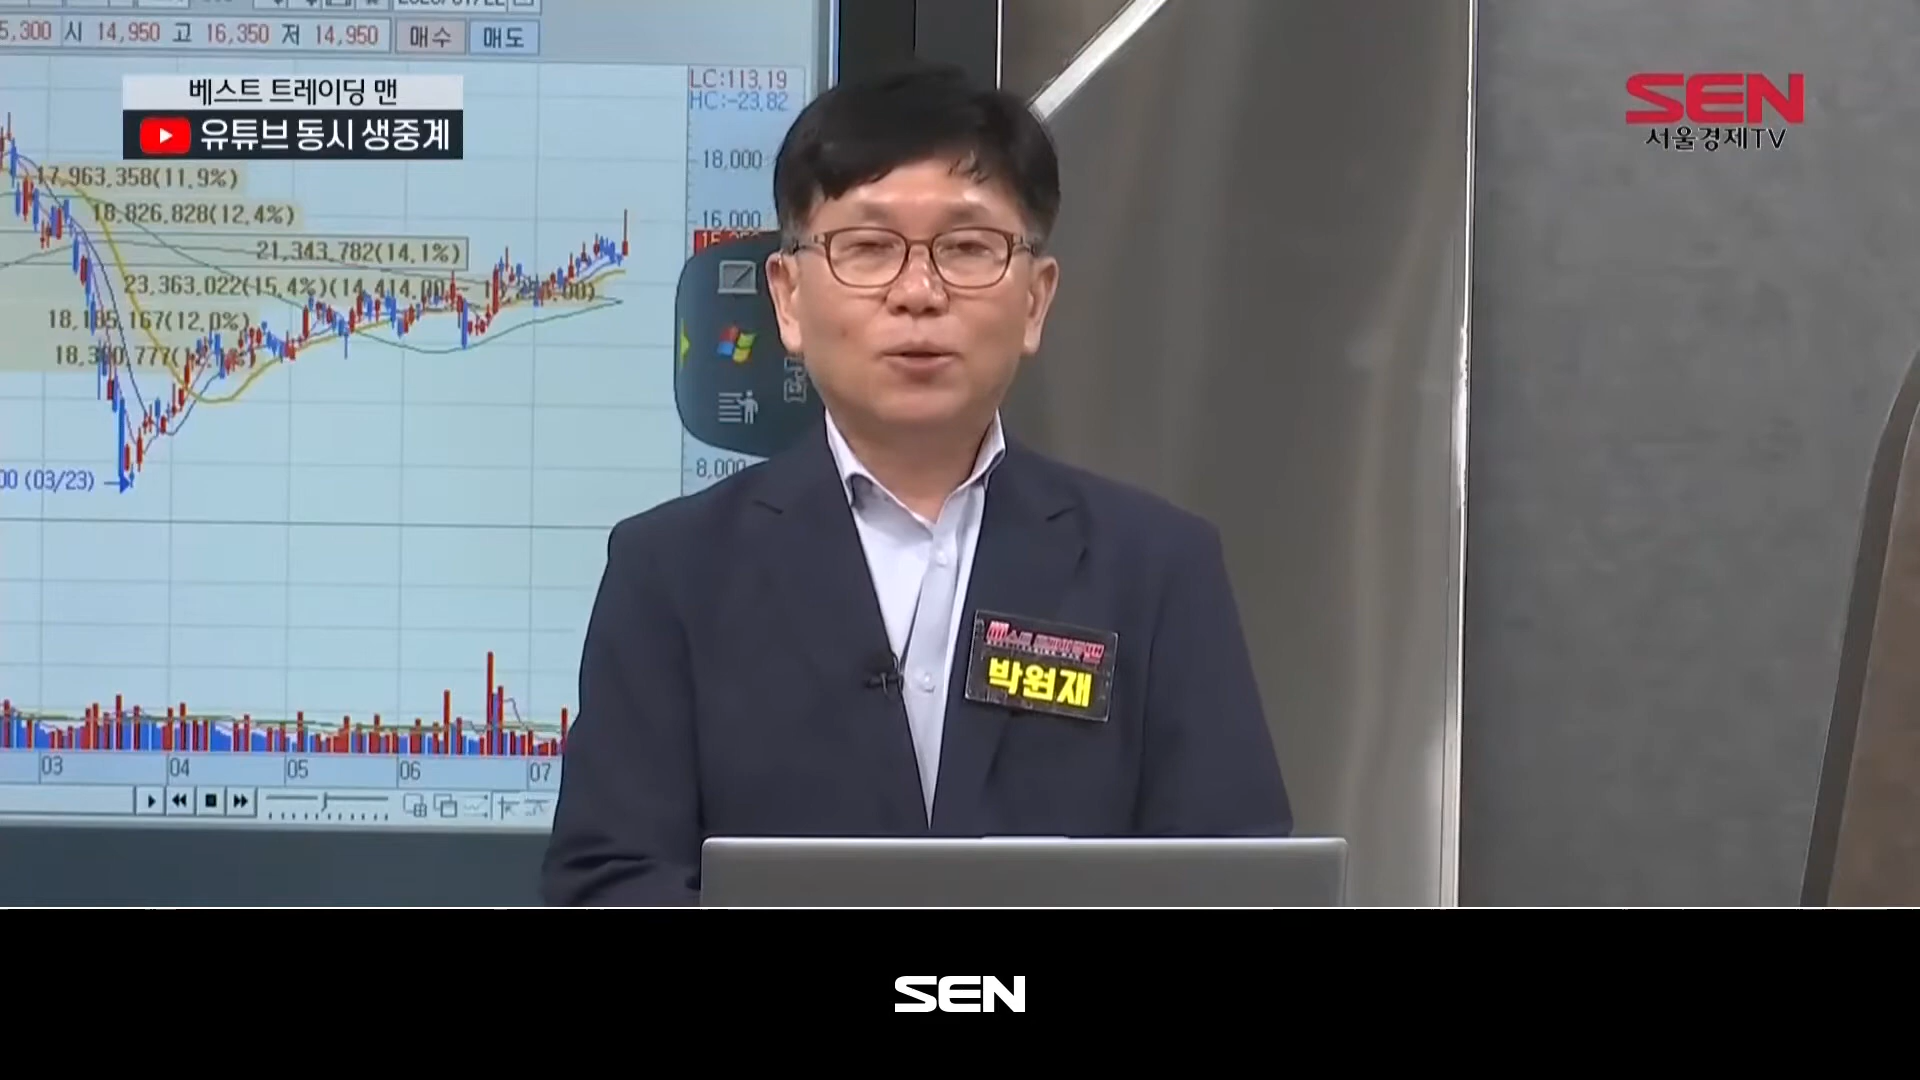 5,300 시 14,950 고 16,350 저 14,950 매수 매도
베스트 트레이딩 맨
유튜브 동시 생중계
LC:113,19
HC:-23,82
SEN
서울경제TV
18,000
17,963,358(11.9%)
18,826,828(12.4%)
16,000
21,343,782(14.1%)
23,363,022(15.4%)(14,414.00
18,185,167(12.0%)
00 (03/23)
8,000
박원재
03 04 05 06 07
SEN